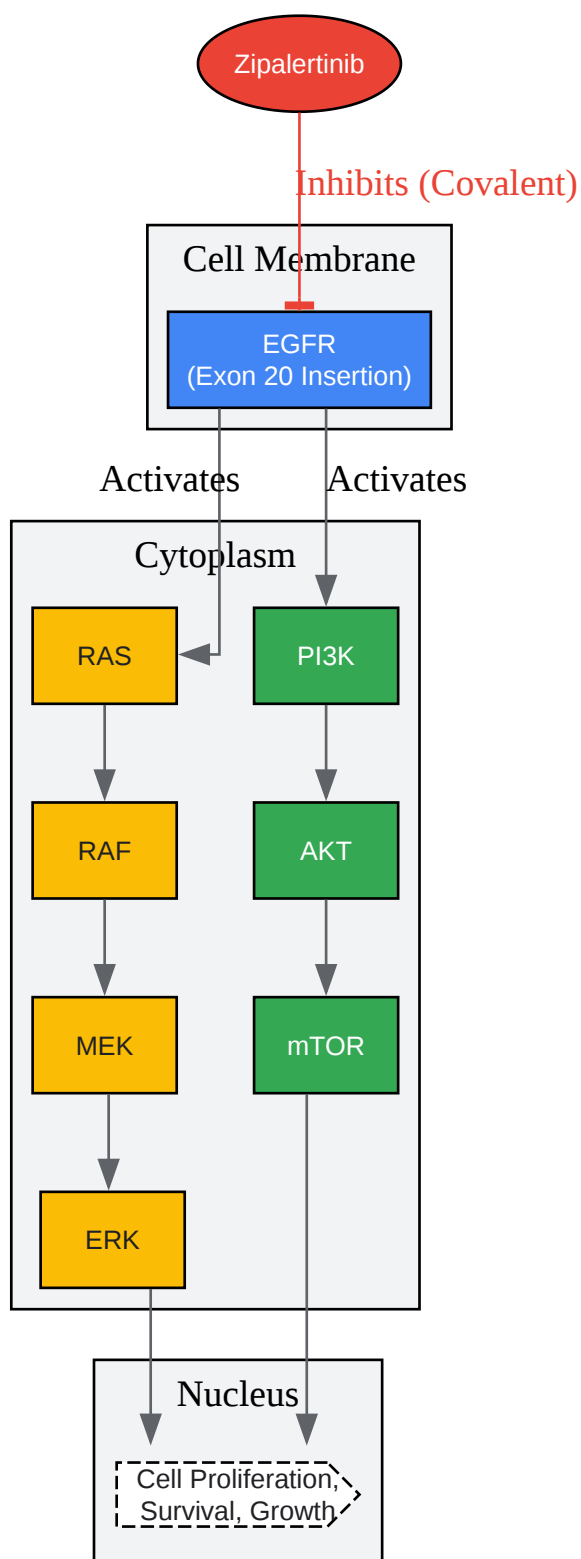 Zipalertinib
Inhibits (Covalent)
Cell Membrane
EGFR
(Exon 20 Insertion)
Activates
Activates
Cytoplasm
RAS
PI3K
RAF
AKT
MEK
mTOR
ERK
Nucleus
Cell Proliferation,
Survival, Growth